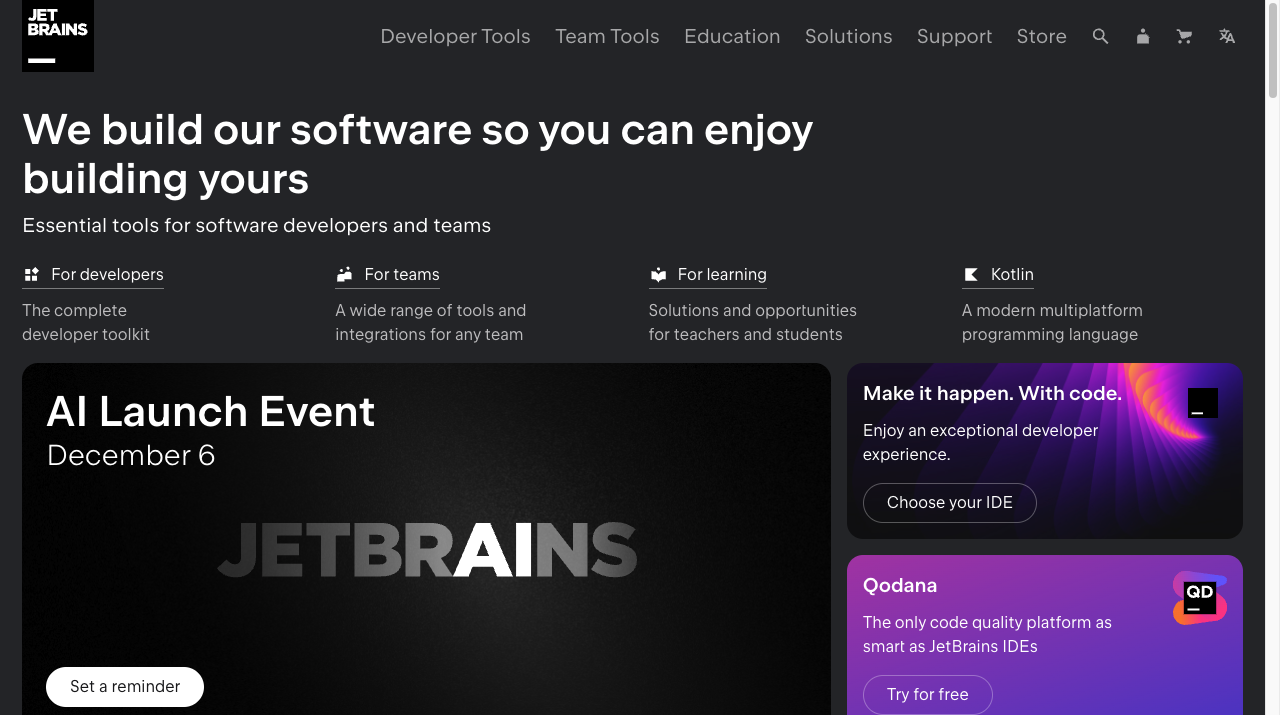 JET
BRAINS
Developer Tools
Team Tools
Education
Solutions
Support
Store
We build our software so you can enjoy
building yours
Essential tools for software developers and teams
For developers
The complete
developer toolkit
For teams
A wide range of tools and
integrations for any team
For learning
Solutions and opportunities
for teachers and students
Kotlin
A modern multiplatform
programming language
AI Launch Event
December 6
JETBRAINS
Set a reminder
Make it happen. With code.
Enjoy an exceptional developer
experience.
Choose your IDE
Qodana
QD
The only code quality platform as
smart as JetBrains IDEs
Try for free